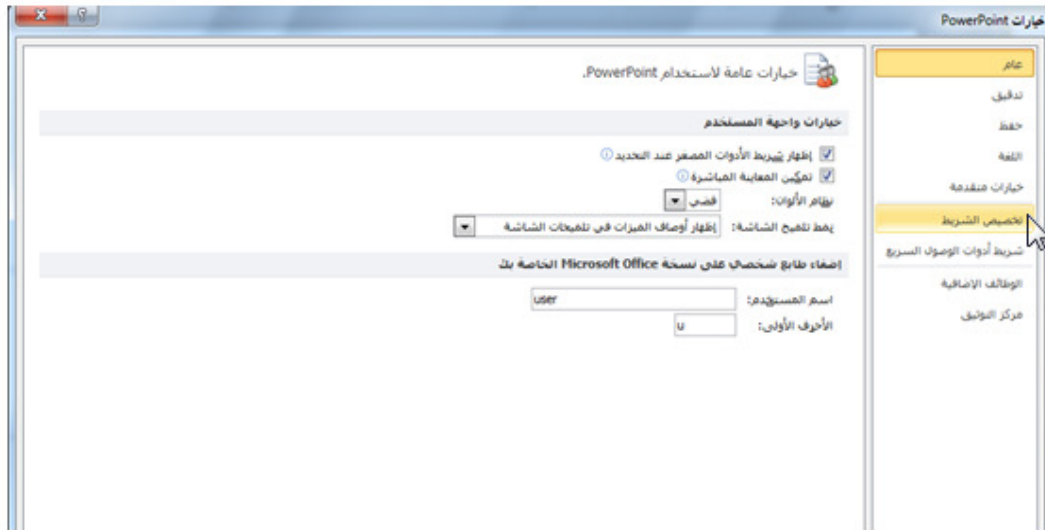 خيارات PowerPoint
عام
تدقيق
حفظ
اللغة
خيارات متقدمة
تخصيص الشريط
شريط أدوات الوصول السريع
الوظائف الإضافية
مركز التوثيق
خيارات عامة لاستخدام PowerPoint.
خيارات واجهة المستخدم
إظهار شريط الأدوات المصغر عند التحديد
تمكين المعاينة المباشرة
نظام الألوان: فضي
نمط تلميح الشاشة: إظهار أوصاف الميزات في تلميحات الشاشة
إضفاء طابع شخصي على نسخة Microsoft Office الخاصة بك
اسم المستخدم: user
الأحرف الأولى: u